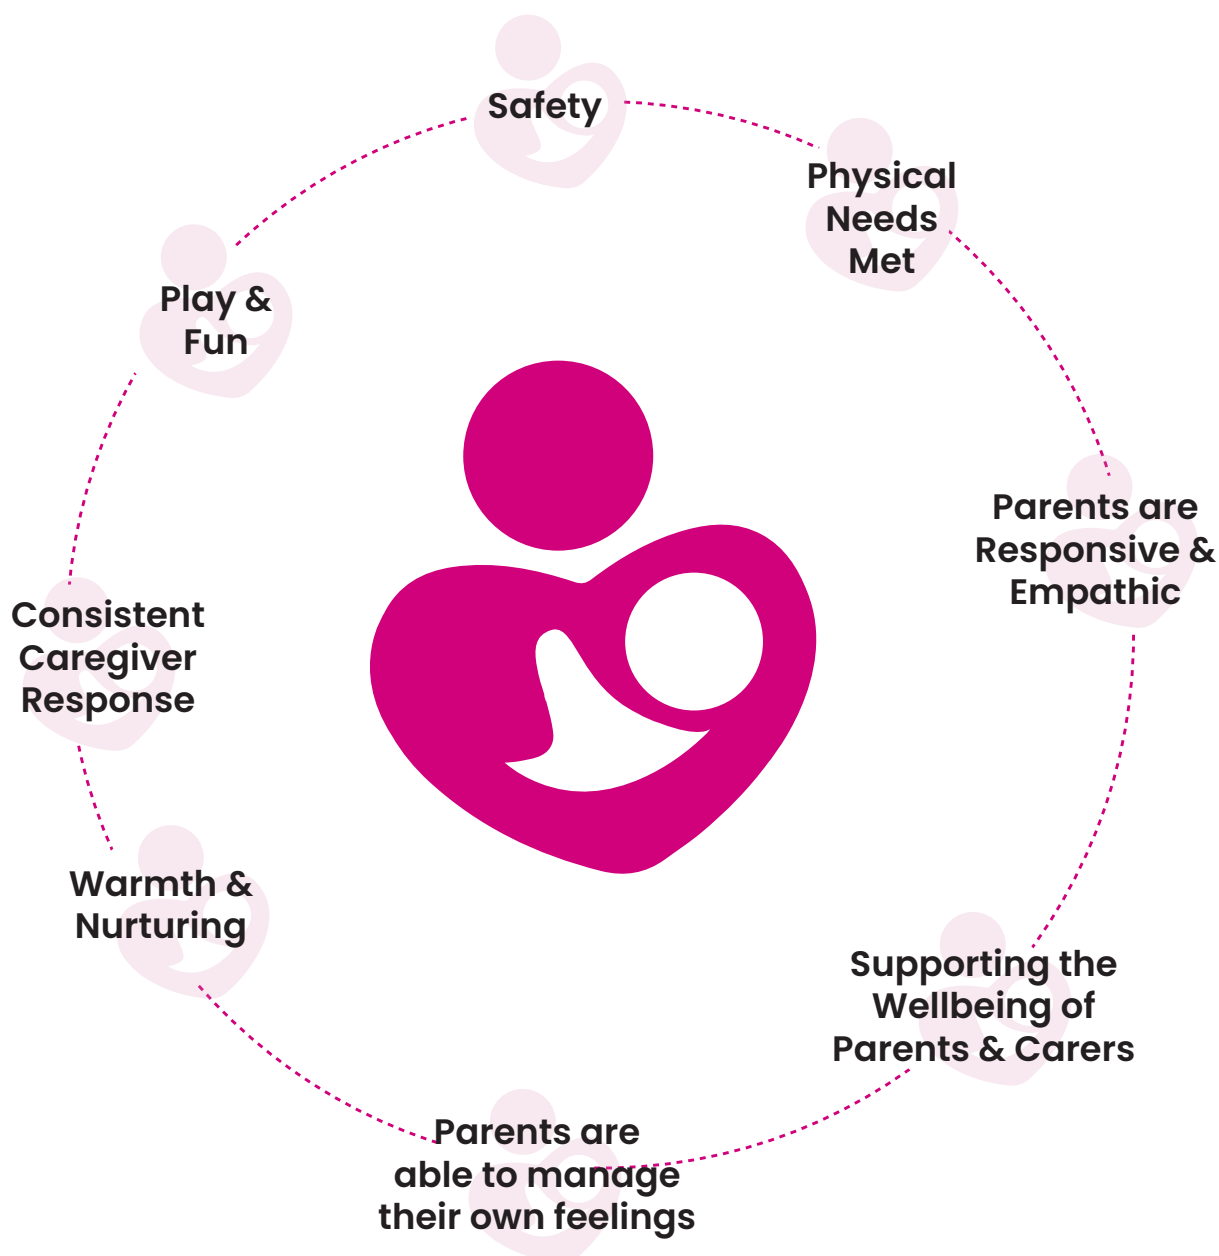 Safety
Physical
Needs
Met
Parents are
Responsive &
Empathic
Supporting the
Wellbeing of
Parents & Carers
Parents are
able to manage
their own feelings
Warmth &
Nurturing
Consistent
Caregiver
Response
Play &
Fun